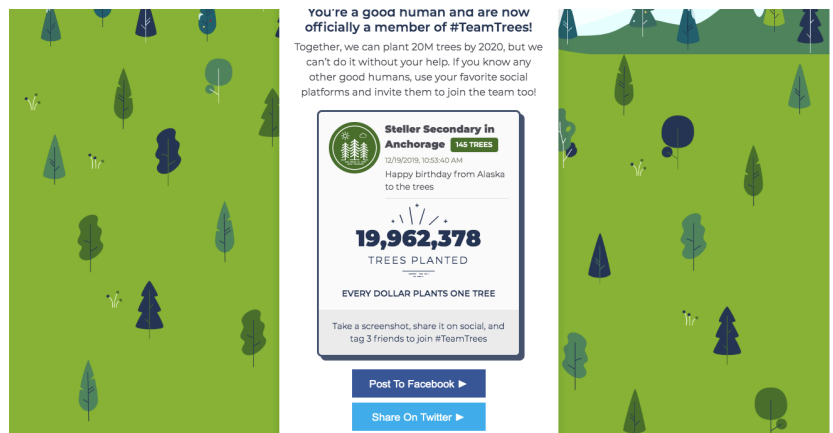 You're a good human and are now
officially a member of #TeamTrees!
Together, we can plant 20M trees by 2020, but we
can't do it without your help. If you know any
other good humans, use your favorite social
platforms and invite them to join the team too!
Steller Secondary in
Anchorage 145 TREES
12/19/2019, 10:53:40 AM
Happy birthday from Alaska
to the trees
19,962,378
TREES PLANTED
EVERY DOLLAR PLANTS ONE TREE
Take a screenshot, share it on social, and
tag 3 friends to join #TeamTrees
Post To Facebook ►
Share On Twitter ►